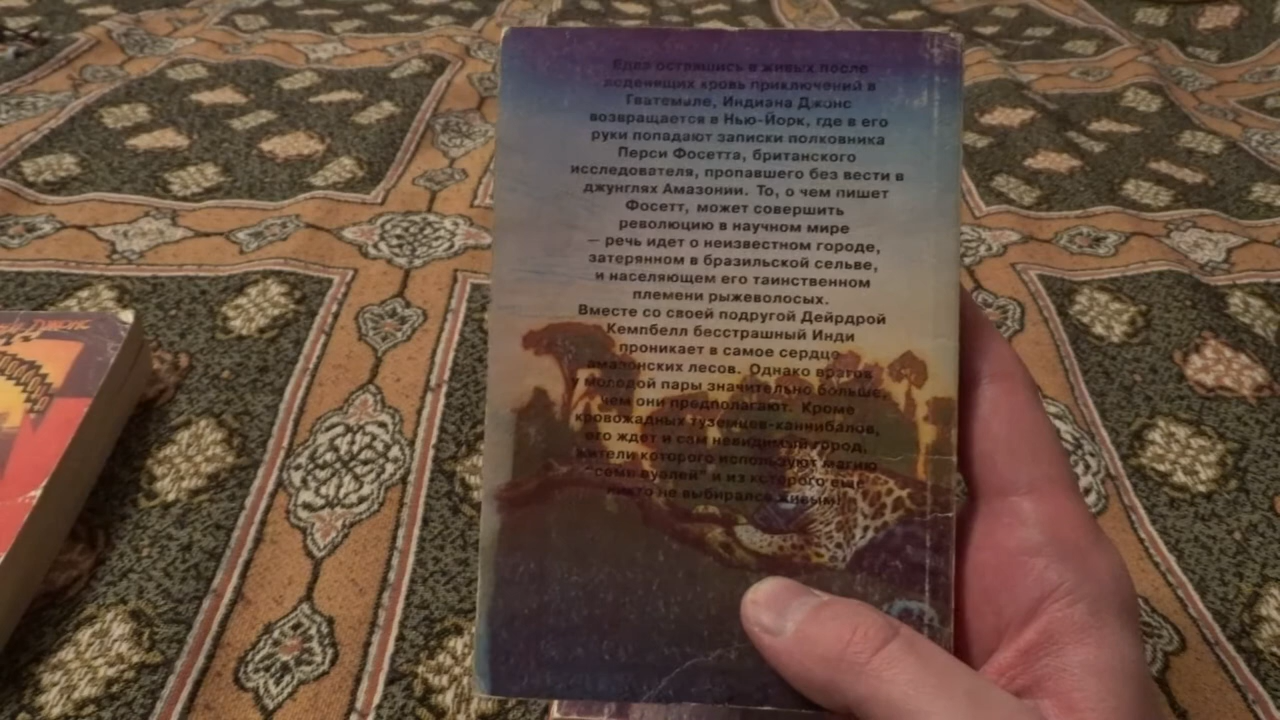 Едва оставшись в живых после
леденящих кровь приключений в
Гватемале, Индиана Джонс
возвращается в Нью-Йорк, где в его
руки попадают записки полковника
Перси Фосетта, британского
исследователя, пропавшего без вести в
джунглях Амазонии. То, о чем пишет
Фосетт, может совершить
революцию в научном мире
— речь идет о неизвестном городе,
затерянном в бразильской сельве,
и населяющем его таинственном
племени рыжеволосых.
Вместе со своей подругой Дейрдрой
Кемпбелл бесстрашный Инди
проникает в самое сердце
амазонских лесов. Однако врагов
у молодой пары значительно больше,
чем они предполагают. Кроме
кровожадных туземцев-каннибалов,
его ждет и сам невидимый город,
жители которого используют магию
"семи вуалей" и из которого еще
никто не выбирался живым!
Джонс